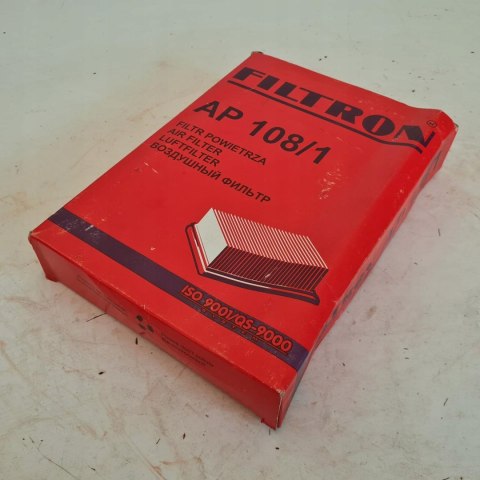 FILTRON®
AP 108/1
FILTR POWIETRZA
AIR FILTER
LUFTFILTER
ВОЗДУШНЫЙ ФИЛЬТР
ISO 9001/QS-9000